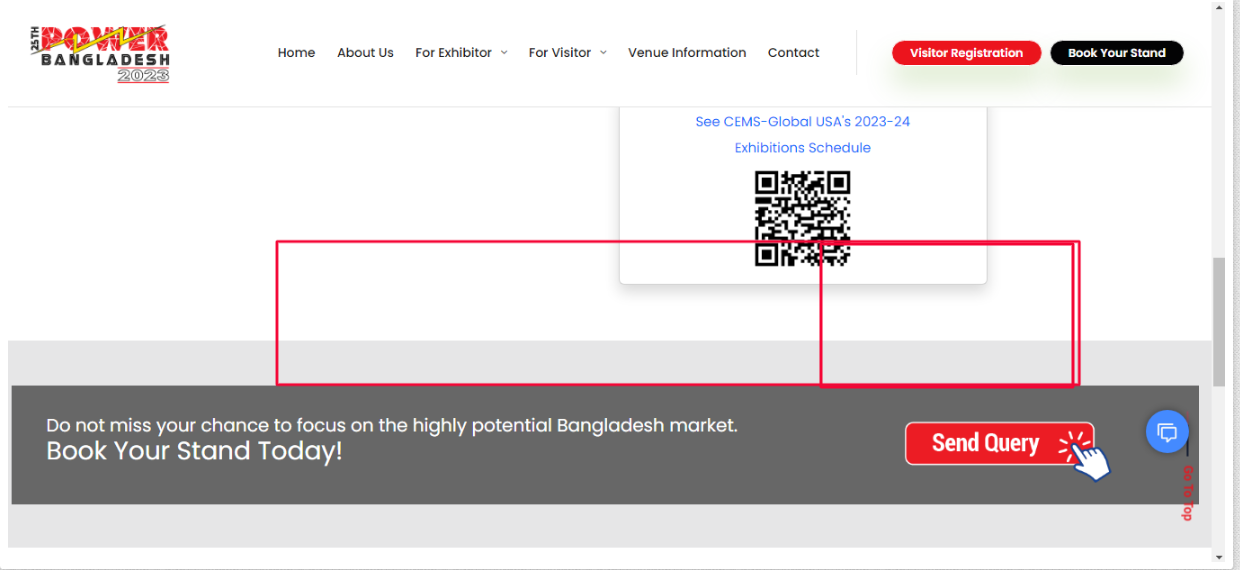 25TH
POWER
BANGLADESH
2023
Home About Us For Exhibitor For Visitor Venue Information Contact
Visitor Registration
Book Your Stand
See CEMS-Global USA's 2023-24
Exhibitions Schedule
Do not miss your chance to focus on the highly potential Bangladesh market.
Book Your Stand Today!
Send Query
Go To Top